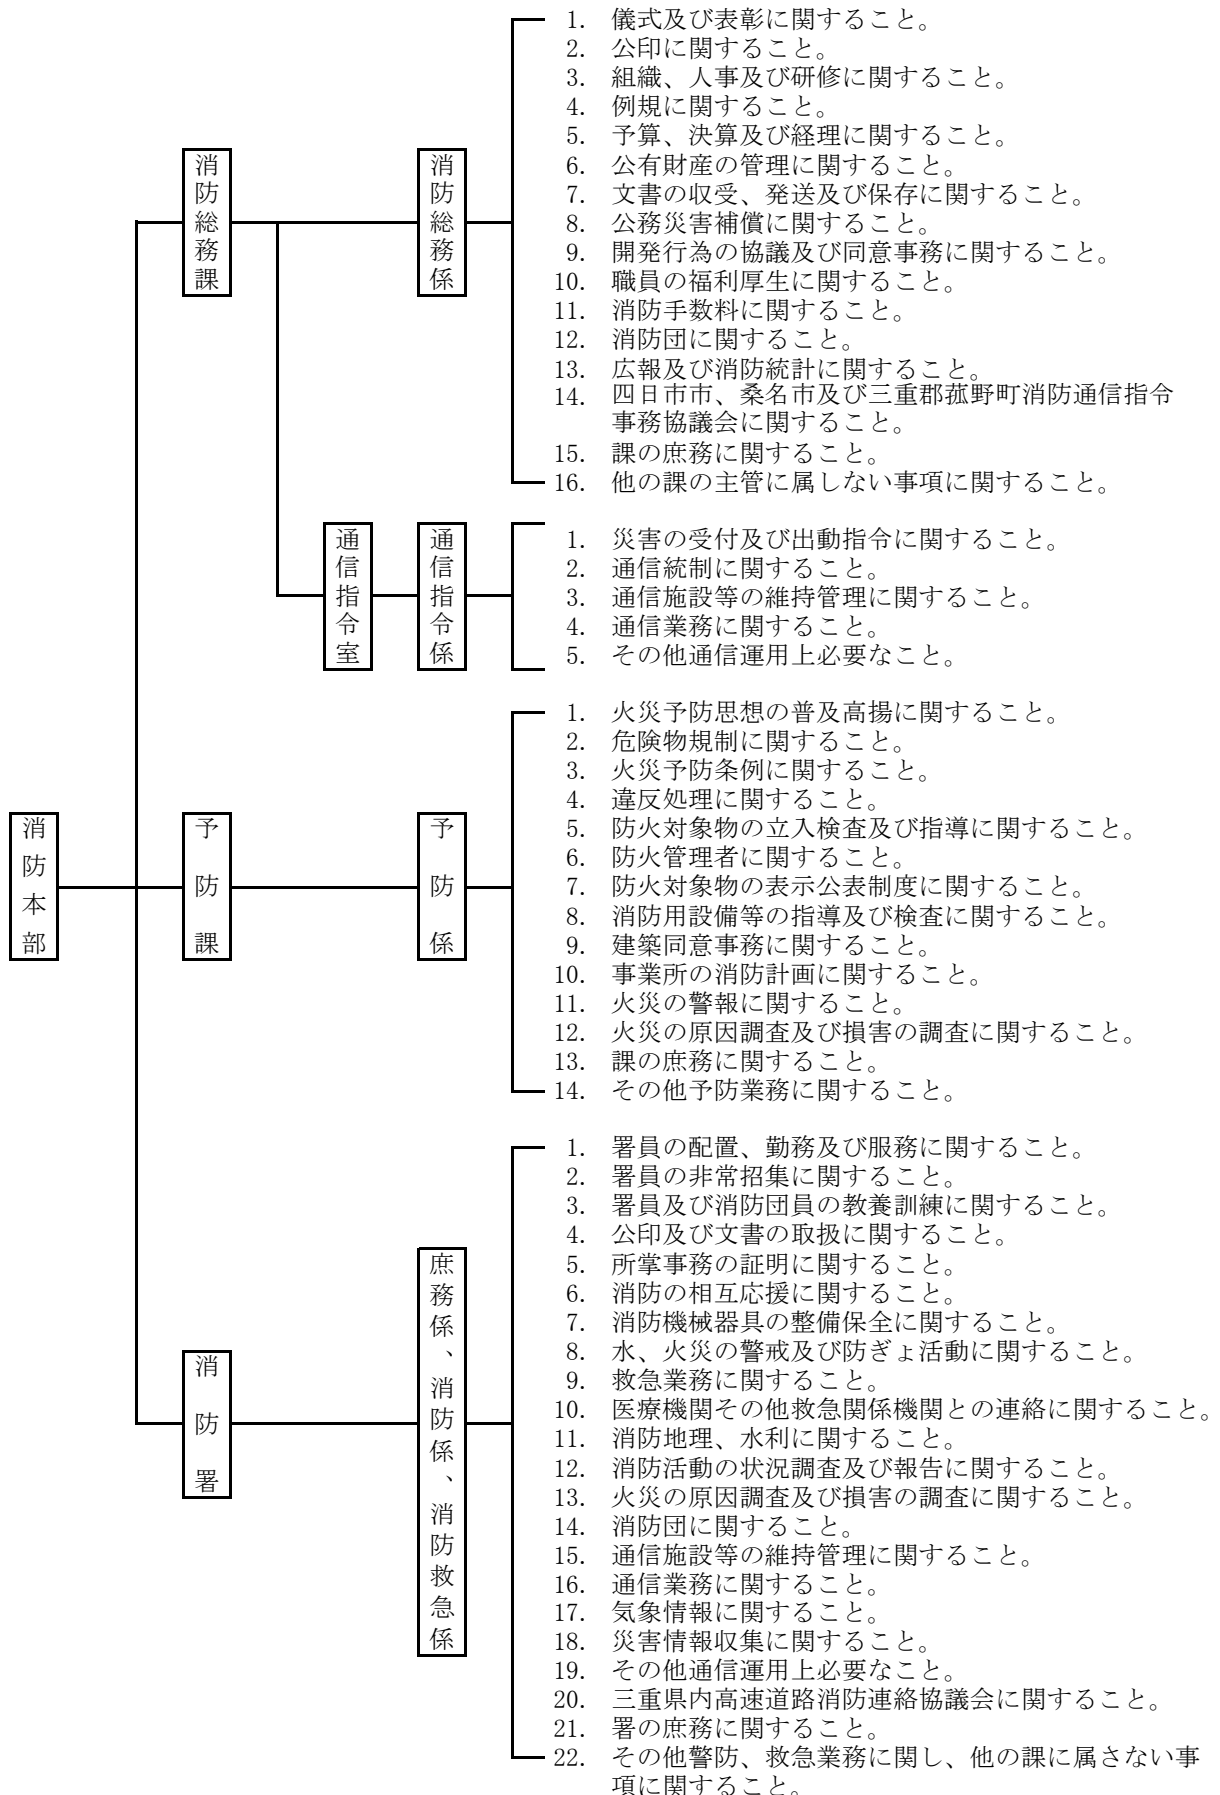 消防本部
消防総務課
消防総務係
1. 儀式及び表彰に関すること。
2. 公印に関すること。
3. 組織、人事及び研修に関すること。
4. 例規に関すること。
5. 予算、決算及び経理に関すること。
6. 公有財産の管理に関すること。
7. 文書の収受、発送及び保存に関すること。
8. 公務災害補償に関すること。
9. 開発行為の協議及び同意事務に関すること。
10. 職員の福利厚生に関すること。
11. 消防手数料に関すること。
12. 消防団に関すること。
13. 広報及び消防統計に関すること。
14. 四日市市、桑名市及び三重郡菰野町消防通信指令
事務協議会に関すること。
15. 課の庶務に関すること。
16. 他の課の主管に属しない事項に関すること。
通信指令室
通信指令係
1. 災害の受付及び出動指令に関すること。
2. 通信統制に関すること。
3. 通信施設等の維持管理に関すること。
4. 通信業務に関すること。
5. その他通信運用上必要なこと。
予防課
予防係
1. 火災予防思想の普及高揚に関すること。
2. 危険物規制に関すること。
3. 火災予防条例に関すること。
4. 違反処理に関すること。
5. 防火対象物の立入検査及び指導に関すること。
6. 防火管理者に関すること。
7. 防火対象物の表示公表制度に関すること。
8. 消防用設備等の指導及び検査に関すること。
9. 建築同意事務に関すること。
10. 事業所の消防計画に関すること。
11. 火災の警報に関すること。
12. 火災の原因調査及び損害の調査に関すること。
13. 課の庶務に関すること。
14. その他予防業務に関すること。
消防署
庶務係、消防係、消防救急係
1. 署員の配置、勤務及び服務に関すること。
2. 署員の非常招集に関すること。
3. 署員及び消防団員の教養訓練に関すること。
4. 公印及び文書の取扱に関すること。
5. 所掌事務の証明に関すること。
6. 消防の相互応援に関すること。
7. 消防機械器具の整備保全に関すること。
8. 水、火災の警戒及び防ぎょ活動に関すること。
9. 救急業務に関すること。
10. 医療機関その他救急関係機関との連絡に関すること。
11. 消防地理、水利に関すること。
12. 消防活動の状況調査及び報告に関すること。
13. 火災の原因調査及び損害の調査に関すること。
14. 消防団に関すること。
15. 通信施設等の維持管理に関すること。
16. 通信業務に関すること。
17. 気象情報に関すること。
18. 災害情報収集に関すること。
19. その他通信運用上必要なこと。
20. 三重県内高速道路消防連絡協議会に関すること。
21. 署の庶務に関すること。
22. その他警防、救急業務に関し、他の課に属さない事
項に関すること。